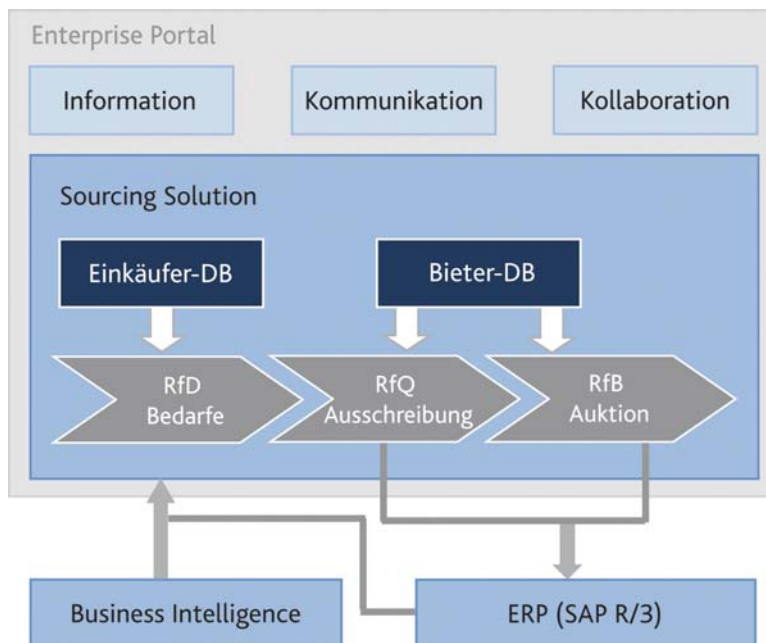 Enterprise Portal
Information
Kommunikation
Kollaboration
Sourcing Solution
Einkäufer-DB
Bieter-DB
RfD
Bedarfe
RfQ
Ausschreibung
RfB
Auktion
Business Intelligence
ERP (SAP R/3)